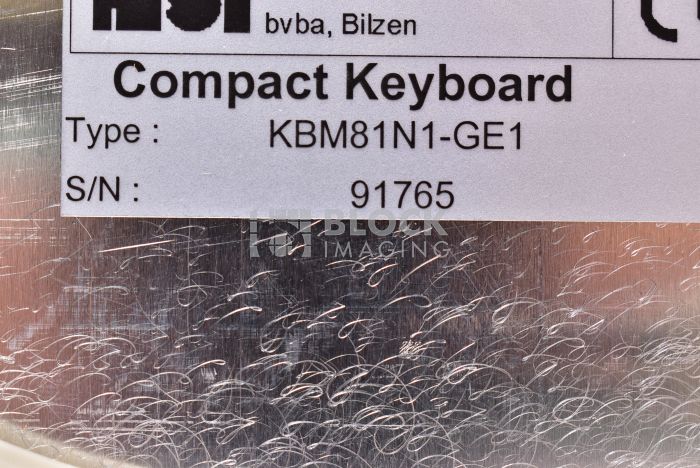 bvba, Bilzen
Compact Keyboard
Type : KBM81N1-GE1
S/N : 91765
BLOCK
IMAGING